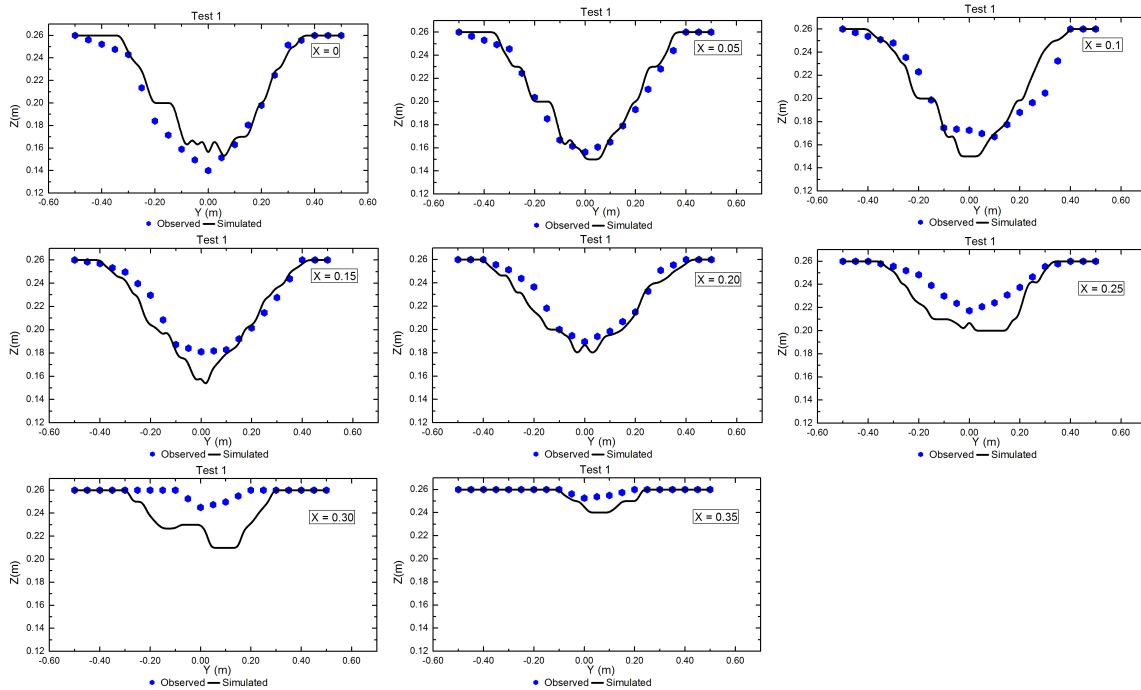 Test 1
X = 0
Z(m)
0.26
0.24
0.22
0.20
0.18
0.16
0.14
0.12
-0.60 -0.40 -0.20 0.00 0.20 0.40 0.60
Y (m)
Observed Simulated
Test 1
X = 0.05
Z(m)
0.26
0.24
0.22
0.20
0.18
0.16
0.14
0.12
-0.60 -0.40 -0.20 0.00 0.20 0.40 0.60
Y (m)
Observed Simulated
Test 1
X = 0.1
Z(m)
0.26
0.24
0.22
0.20
0.18
0.16
0.14
0.12
-0.60 -0.40 -0.20 0.00 0.20 0.40 0.60
Y (m)
Observed Simulated
Test 1
X = 0.15
Z(m)
0.26
0.24
0.22
0.20
0.18
0.16
0.14
0.12
-0.60 -0.40 -0.20 0.00 0.20 0.40 0.60
Y (m)
Observed Simulated
Test 1
X = 0.20
Z(m)
0.26
0.24
0.22
0.20
0.18
0.16
0.14
0.12
-0.60 -0.40 -0.20 0.00 0.20 0.40 0.60
Y (m)
Observed Simulated
Test 1
X = 0.25
Z(m)
0.26
0.24
0.22
0.20
0.18
0.16
0.14
0.12
-0.60 -0.40 -0.20 0.00 0.20 0.40 0.60
Y (m)
Observed Simulated
Test 1
X = 0.30
Z(m)
0.26
0.24
0.22
0.20
0.18
0.16
0.14
0.12
-0.60 -0.40 -0.20 0.00 0.20 0.40 0.60
Y (m)
Observed Simulated
Test 1
X = 0.35
Z(m)
0.26
0.24
0.22
0.20
0.18
0.16
0.14
0.12
-0.60 -0.40 -0.20 0.00 0.20 0.40 0.60
Y (m)
Observed Simulated